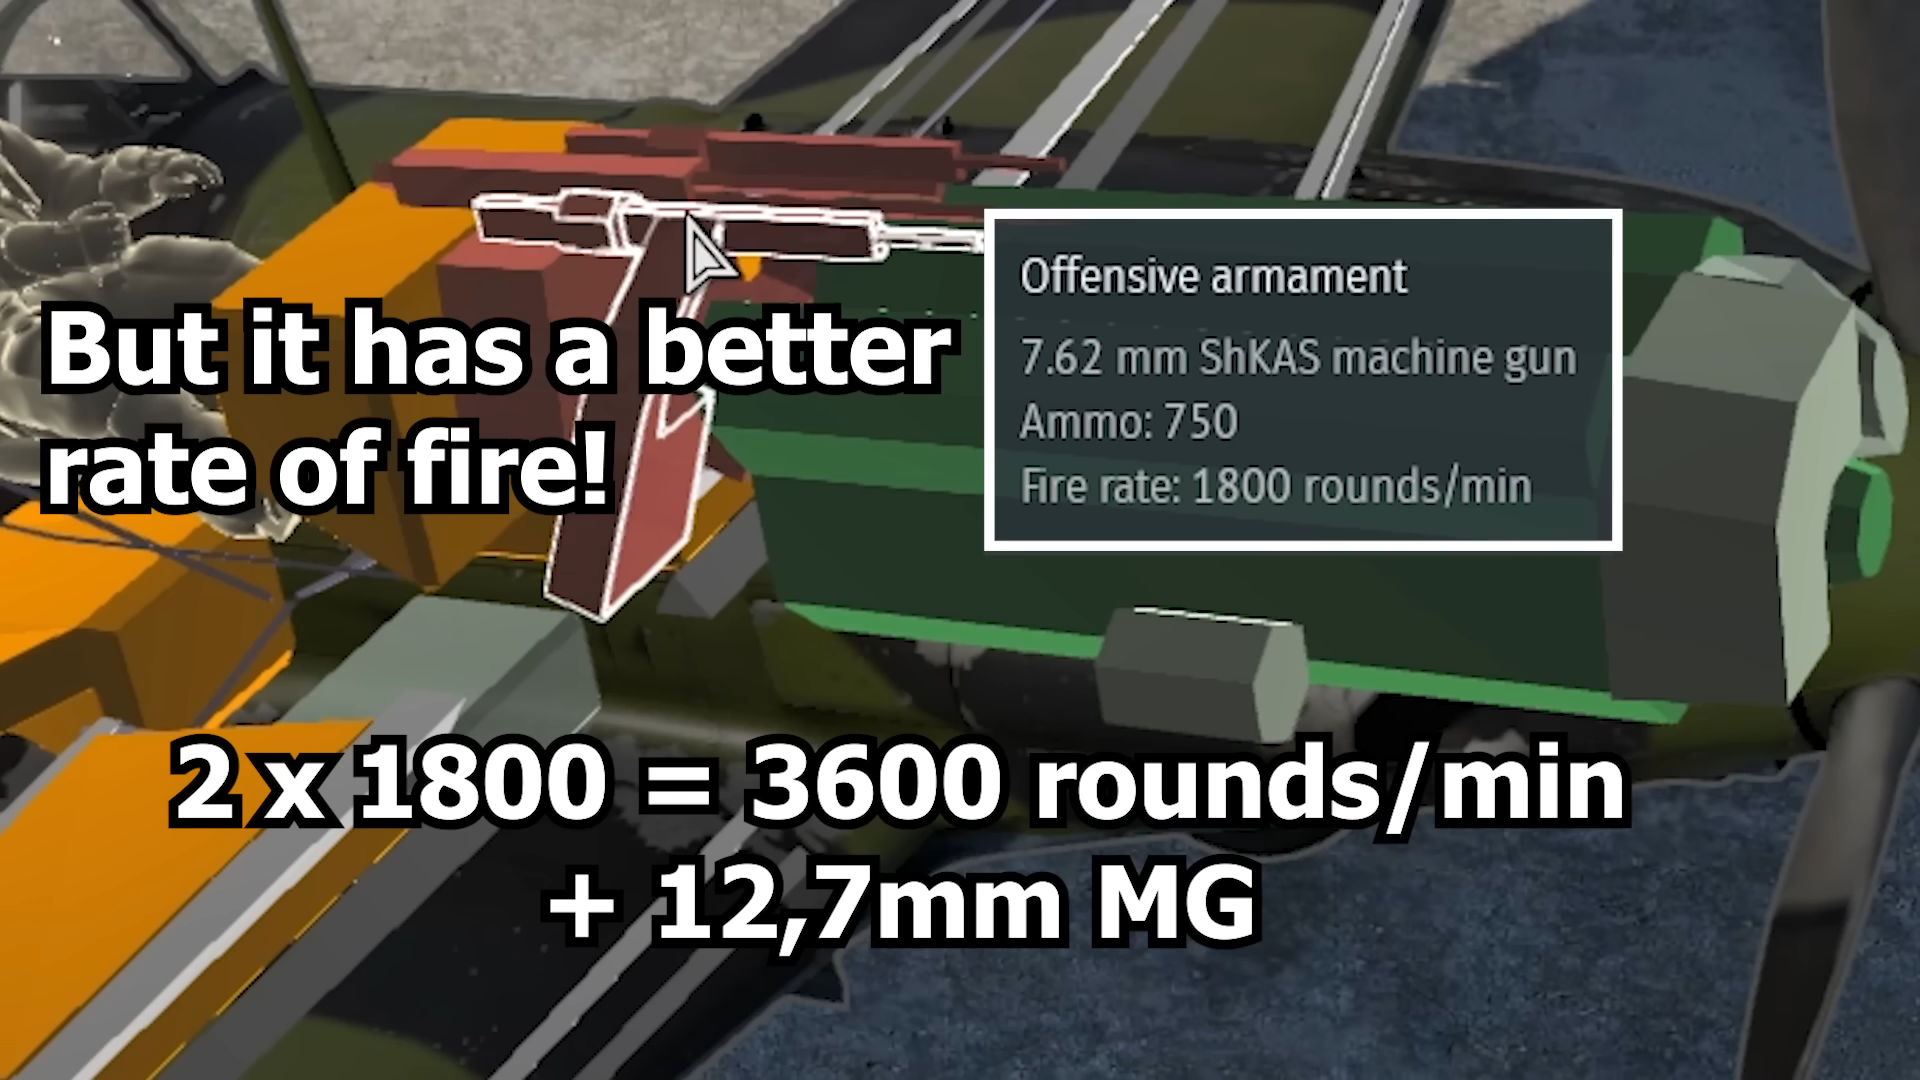 Offensive armament
7.62 mm ShKAS machine gun
Ammo: 750
Fire rate: 1800 rounds/min
But it has a better
rate of fire!
2 x 1800 = 3600 rounds/min
+ 12,7mm MG